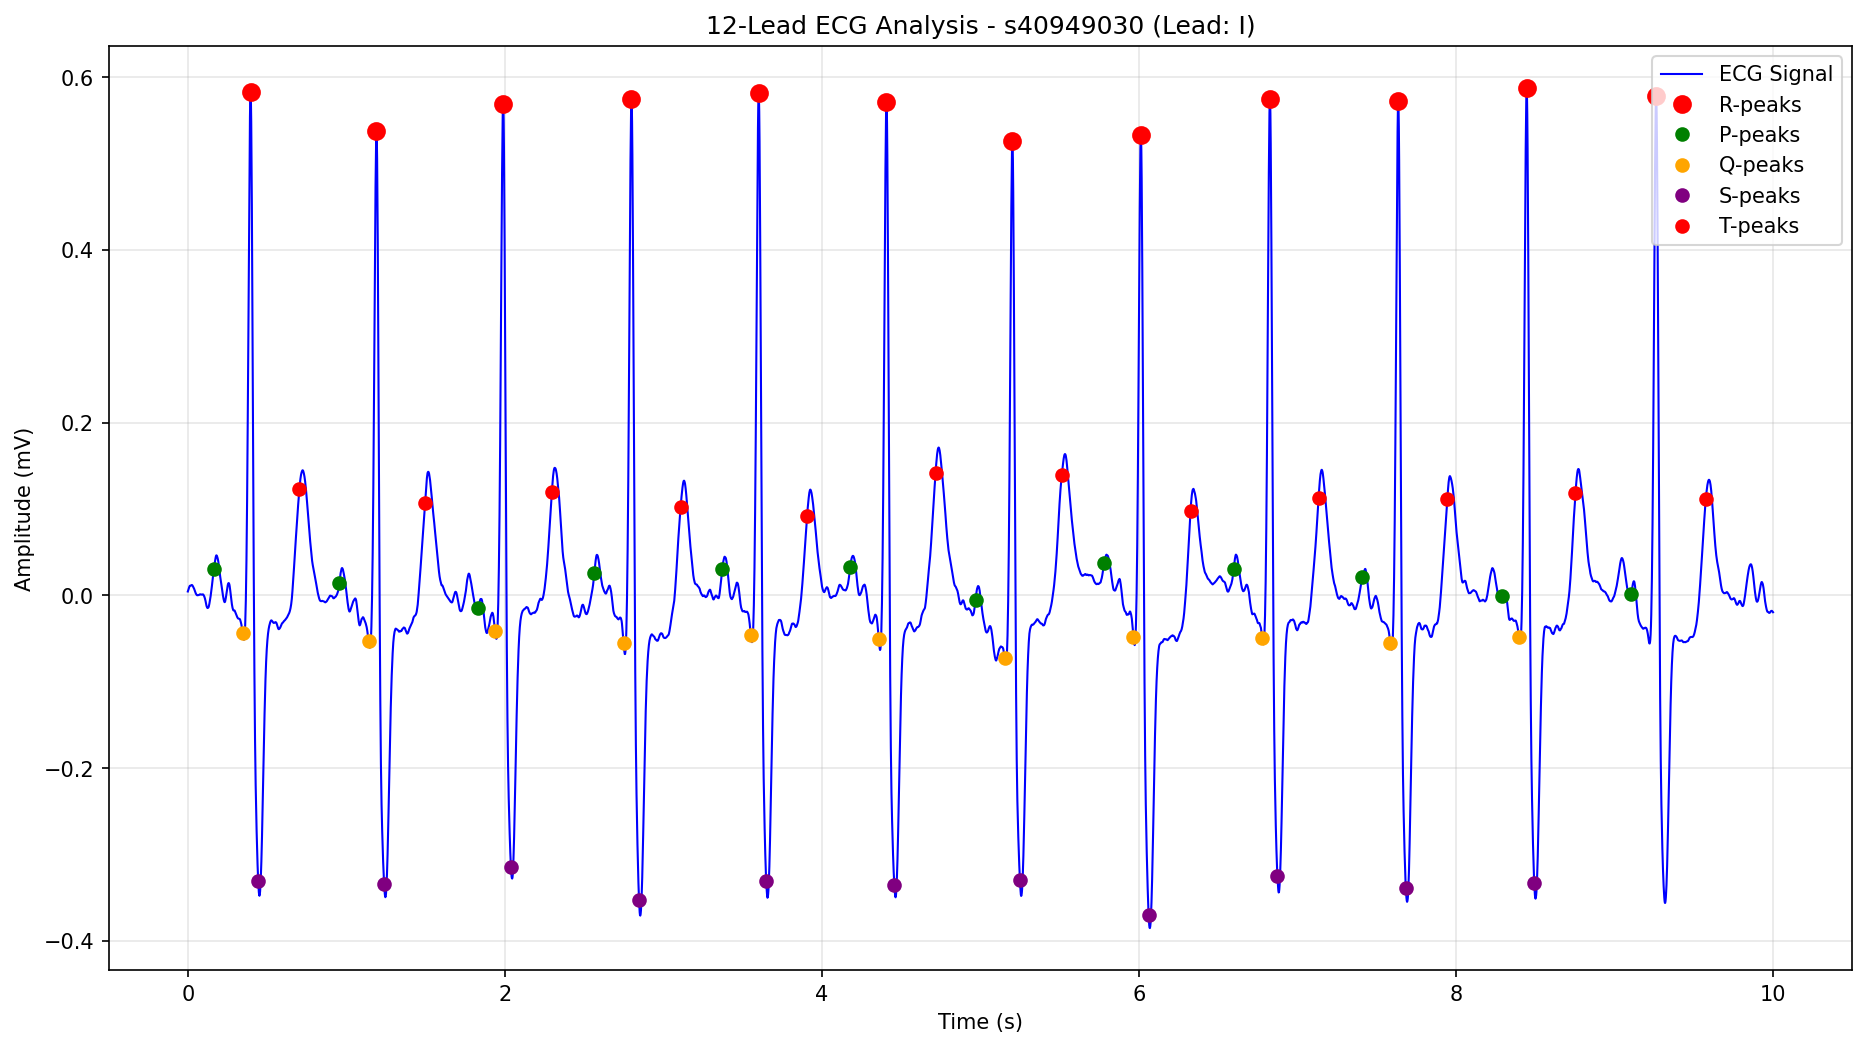 12-Lead ECG Analysis - s40949030 (Lead: I)
ECG Signal
R-peaks
P-peaks
Q-peaks
S-peaks
T-peaks
Amplitude (mV)
0.6
0.4
0.2
0.0
−0.2
−0.4
0 2 4 6 8 10
Time (s)